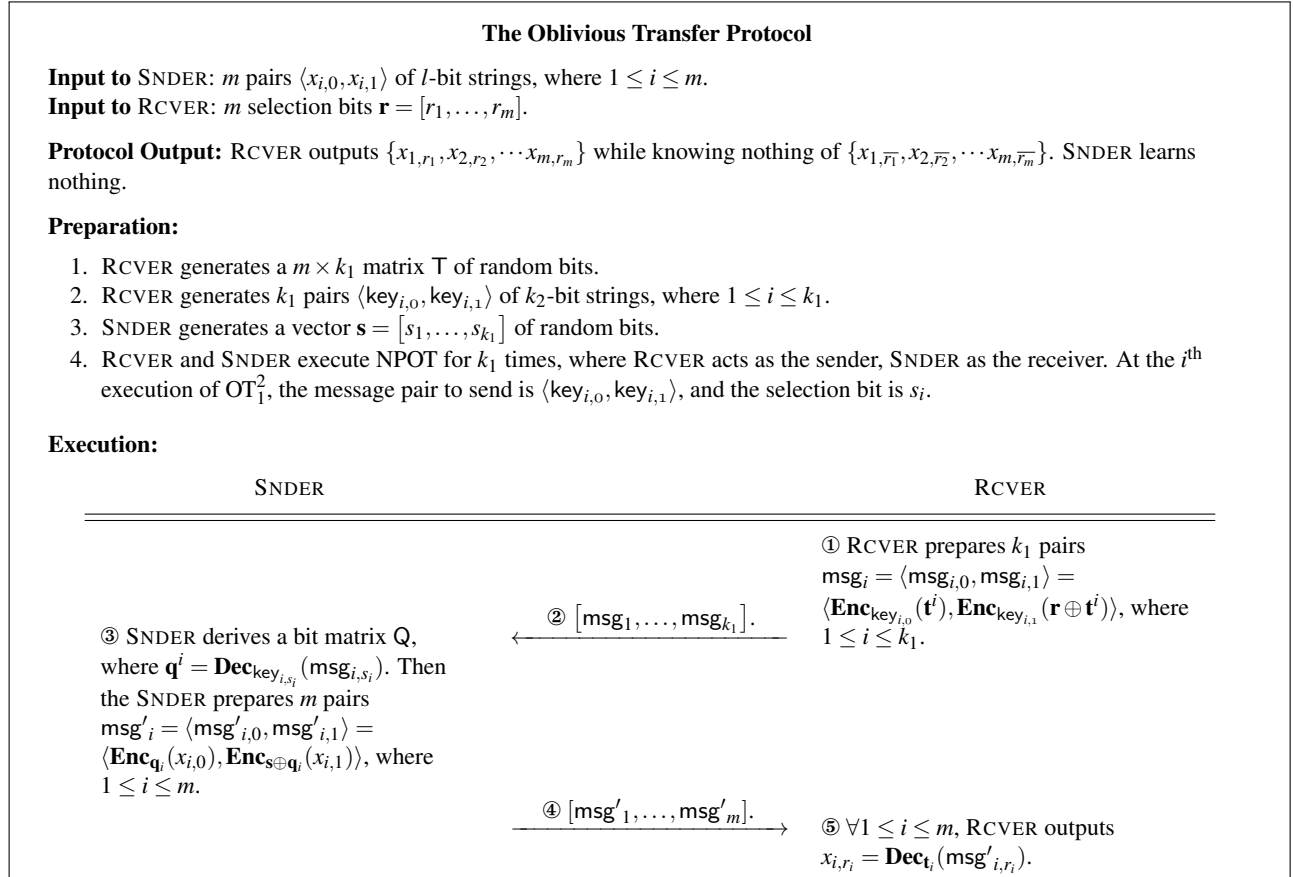 The Oblivious Transfer Protocol
Input to SNDER: m pairs ⟨x_{i,0}, x_{i,1}⟩ of l-bit strings, where 1 ≤ i ≤ m.
Input to RCVER: m selection bits r = [r_1, . . . , r_m].
Protocol Output: RCVER outputs {x_{1,r_1}, x_{2,r_2}, ··· x_{m,r_m}} while knowing nothing of {x_{1,\overline{r_1}}, x_{2,\overline{r_2}}, ··· x_{m,\overline{r_m}}}. SNDER learns
nothing.
Preparation:
1. RCVER generates a m × k_1 matrix T of random bits.
2. RCVER generates k_1 pairs ⟨key_{i,0}, key_{i,1}⟩ of k_2-bit strings, where 1 ≤ i ≤ k_1.
3. SNDER generates a vector s = [s_1, . . . , s_{k_1}] of random bits.
4. RCVER and SNDER execute NPOT for k_1 times, where RCVER acts as the sender, SNDER as the receiver. At the i^{th}
execution of OT_1^2, the message pair to send is ⟨key_{i,0}, key_{i,1}⟩, and the selection bit is s_i.
Execution:
SNDER RCVER
① RCVER prepares k_1 pairs
msg_i = ⟨msg_{i,0}, msg_{i,1}⟩ =
⟨Enc_{key_{i,0}}(t^i), Enc_{key_{i,1}}(r ⊕ t^i)⟩, where
1 ≤ i ≤ k_1.
② [msg_1, . . . , msg_{k_1}].
③ SNDER derives a bit matrix Q,
where q^i = Dec_{key_{i,s_i}}(msg_{i,s_i}). Then
the SNDER prepares m pairs
msg′_i = ⟨msg′_{i,0}, msg′_{i,1}⟩ =
⟨Enc_{q_i}(x_{i,0}), Enc_{s⊕q_i}(x_{i,1})⟩, where
1 ≤ i ≤ m.
④ [msg′_1, . . . , msg′_m].
⑤ ∀1 ≤ i ≤ m, RCVER outputs
x_{i,r_i} = Dec_{t_i}(msg′_{i,r_i}).